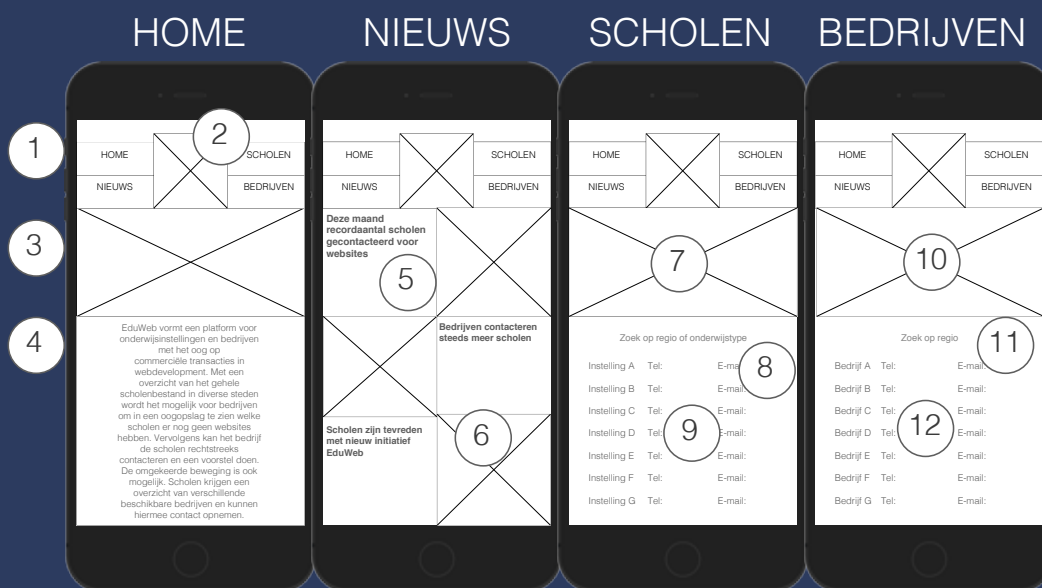 HOME
NIEUWS
SCHOLEN
BEDRIJVEN
1
2
HOME
SCHOLEN
NIEUWS
BEDRIJVEN
3
4
EduWeb vormt een platform voor
onderwijsinstellingen en bedrijven
met het oog op
commerciële transacties in
webdevelopment. Met een
overzicht van het gehele
scholenbestand in diverse steden
wordt het mogelijk voor bedrijven
om in een oogopslag te zien welke
scholen er nog geen websites
hebben. Vervolgens kan het bedrijf
de scholen rechtstreeks
contacteren en een voorstel doen.
De omgekeerde beweging is ook
mogelijk. Scholen krijgen een
overzicht van verschillende
beschikbare bedrijven en kunnen
hiermee contact opnemen.
HOME
SCHOLEN
NIEUWS
BEDRIJVEN
Deze maand
recordaantal scholen
gecontacteerd voor
websites
5
Bedrijven contacteren
steeds meer scholen
Scholen zijn tevreden
met nieuw initiatief
EduWeb
6
HOME
SCHOLEN
NIEUWS
BEDRIJVEN
7
Zoek op regio of onderwijstype
8
Instelling A Tel: E-ma
Instelling B Tel: E-mail:
Instelling C Tel: E-mail:
Instelling D Tel: E-mail:
Instelling E Tel: E-mail:
Instelling F Tel: E-mail:
Instelling G Tel: E-mail:
9
HOME
SCHOLEN
NIEUWS
BEDRIJVEN
10
Zoek op regio
11
Bedrijf A Tel: E-mail:
Bedrijf B Tel: E-mail:
Bedrijf C Tel: E-mail:
Bedrijf D Tel: E-mail:
Bedrijf E Tel: E-mail:
Bedrijf F Tel: E-mail:
Bedrijf G Tel: E-mail:
12